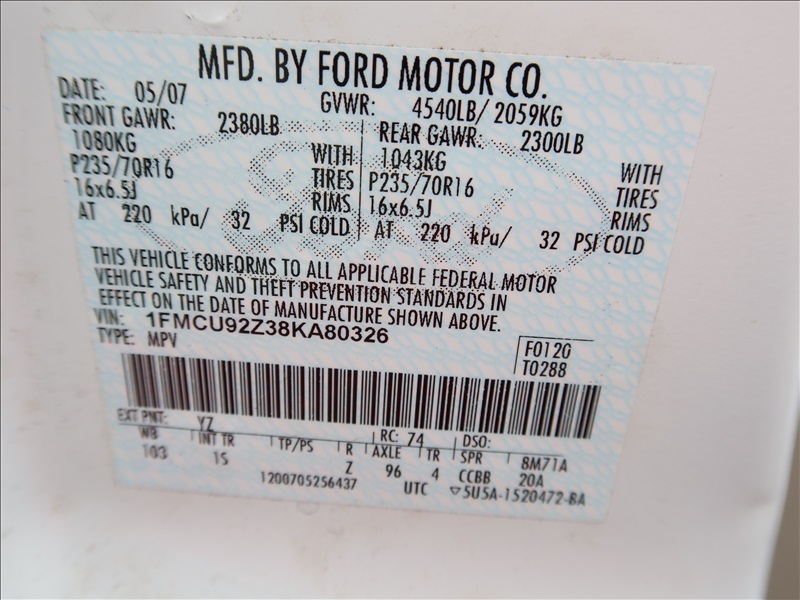 MFD. BY FORD MOTOR CO.
DATE: 05/07 GVWR: 4540LB/ 2059KG
FRONT GAWR: 2380LB REAR GAWR: 2300LB
1080KG WITH 1043KG WITH
P235/70R16 TIRES P235/70R16 TIRES
16x6.5J RIMS 16x6.5J RIMS
AT 220 kPa/ 32 PSI COLD AT 220 kPa/ 32 PSI COLD
THIS VEHICLE CONFORMS TO ALL APPLICABLE FEDERAL MOTOR
VEHICLE SAFETY AND THEFT PREVENTION STANDARDS IN
EFFECT ON THE DATE OF MANUFACTURE SHOWN ABOVE.
VIN: 1FMCU92Z38KA80326
TYPE: MPV
F0120
T0288
EXT PNT: YZ RC: 74 DSO:
WB INT TR TP/PS R AXLE TR SPR 8M71A
103 1S Z 96 4 CCBB 20A
1200705256437 UTC ▽5U5A-1520472-BA